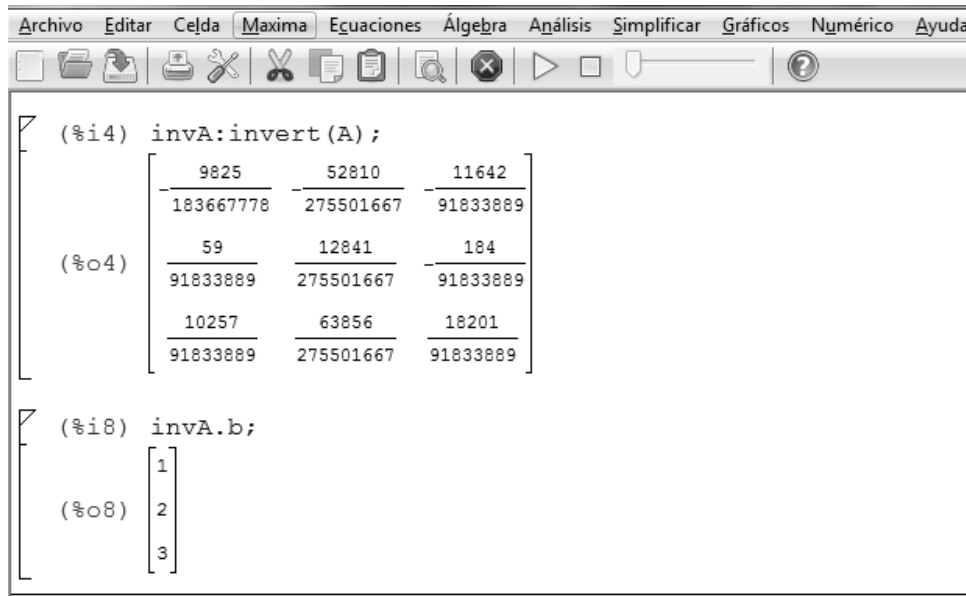 Archivo Editar Celda Maxima Ecuaciones Álgebra Análisis Simplificar Gráficos Numérico Ayuda
(%i4) invA:invert(A);
-9825/183667778 -52810/275501667 -11642/91833889
(%o4) 59/91833889 12841/275501667 -184/91833889
10257/91833889 63856/275501667 18201/91833889
(%i8) invA.b;
1
(%o8) 2
3